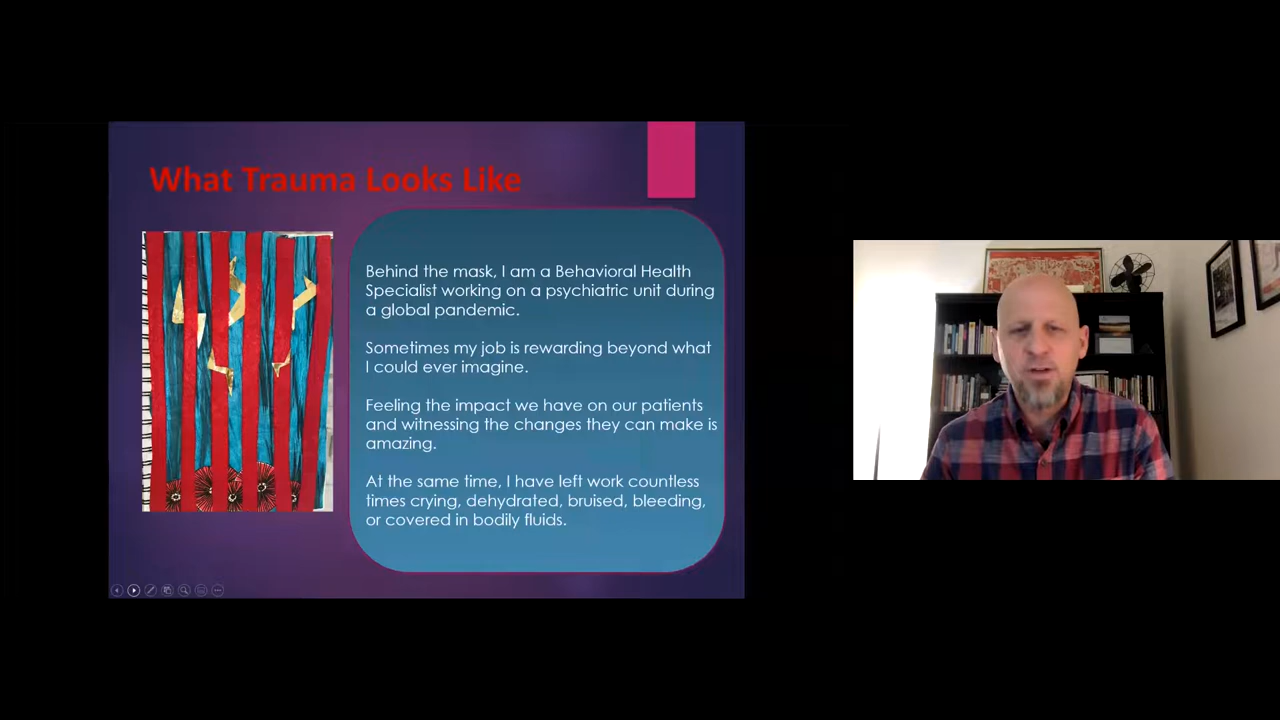 What Trauma Looks Like
Behind the mask, I am a Behavioral Health
Specialist working on a psychiatric unit during
a global pandemic.
Sometimes my job is rewarding beyond what
I could ever imagine.
Feeling the impact we have on our patients
and witnessing the changes they can make is
amazing.
At the same time, I have left work countless
times crying, dehydrated, bruised, bleeding,
or covered in bodily fluids.